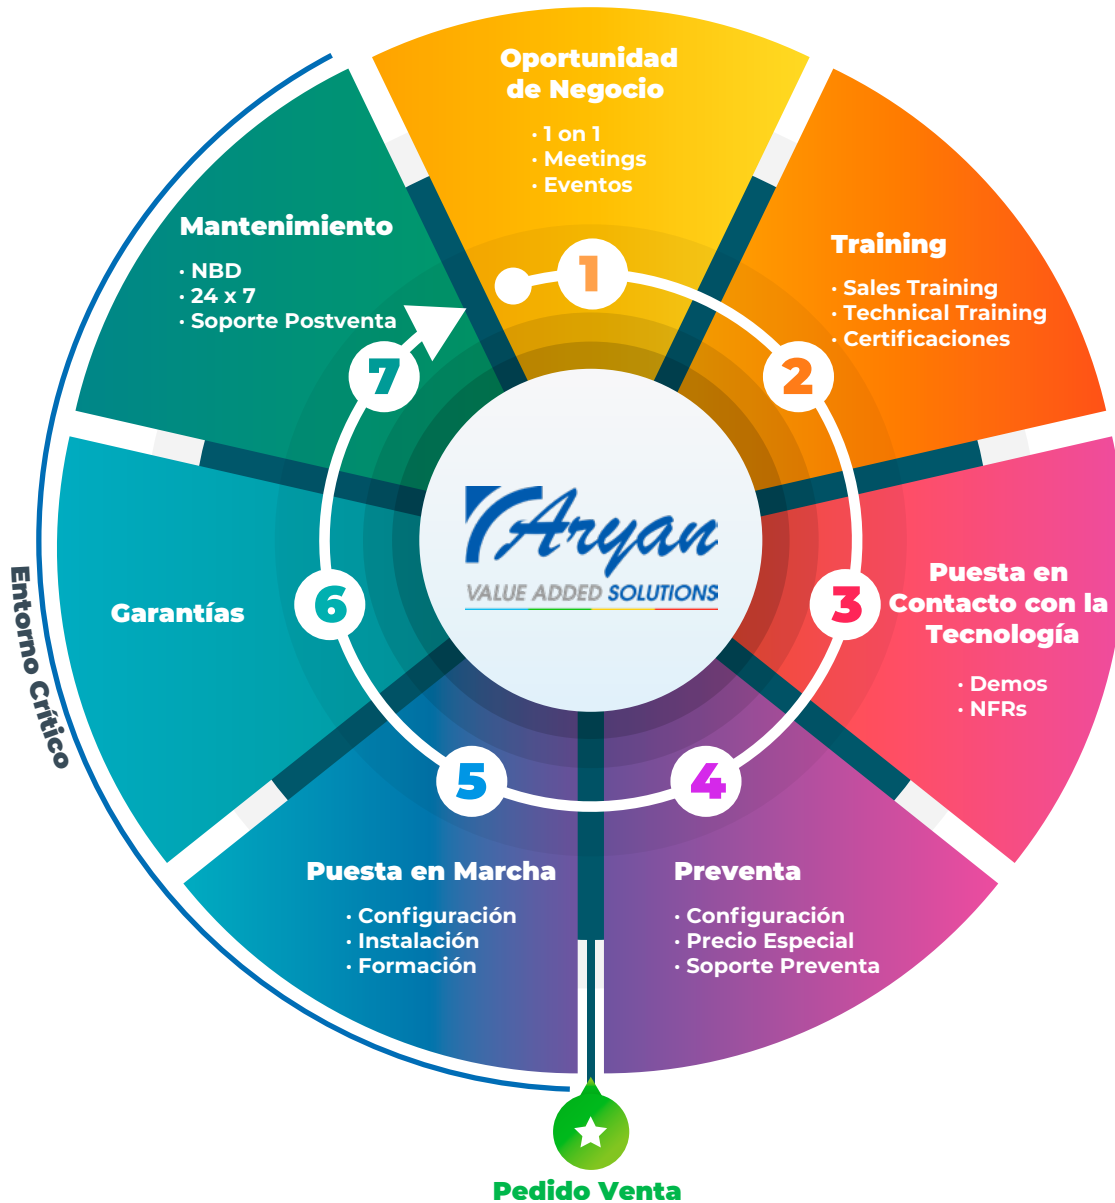 Oportunidad
de Negocio
· 1 on 1
· Meetings
· Eventos
1
Training
· Sales Training
· Technical Training
· Certificaciones
2
Puesta en
Contacto con la
Tecnología
· Demos
· NFRs
3
Preventa
· Configuración
· Precio Especial
· Soporte Preventa
4
Pedido Venta
Puesta en Marcha
· Configuración
· Instalación
· Formación
5
Garantías
6
Mantenimiento
· NBD
· 24 x 7
· Soporte Postventa
7
Entorno Crítico
Aryan
VALUE ADDED SOLUTIONS